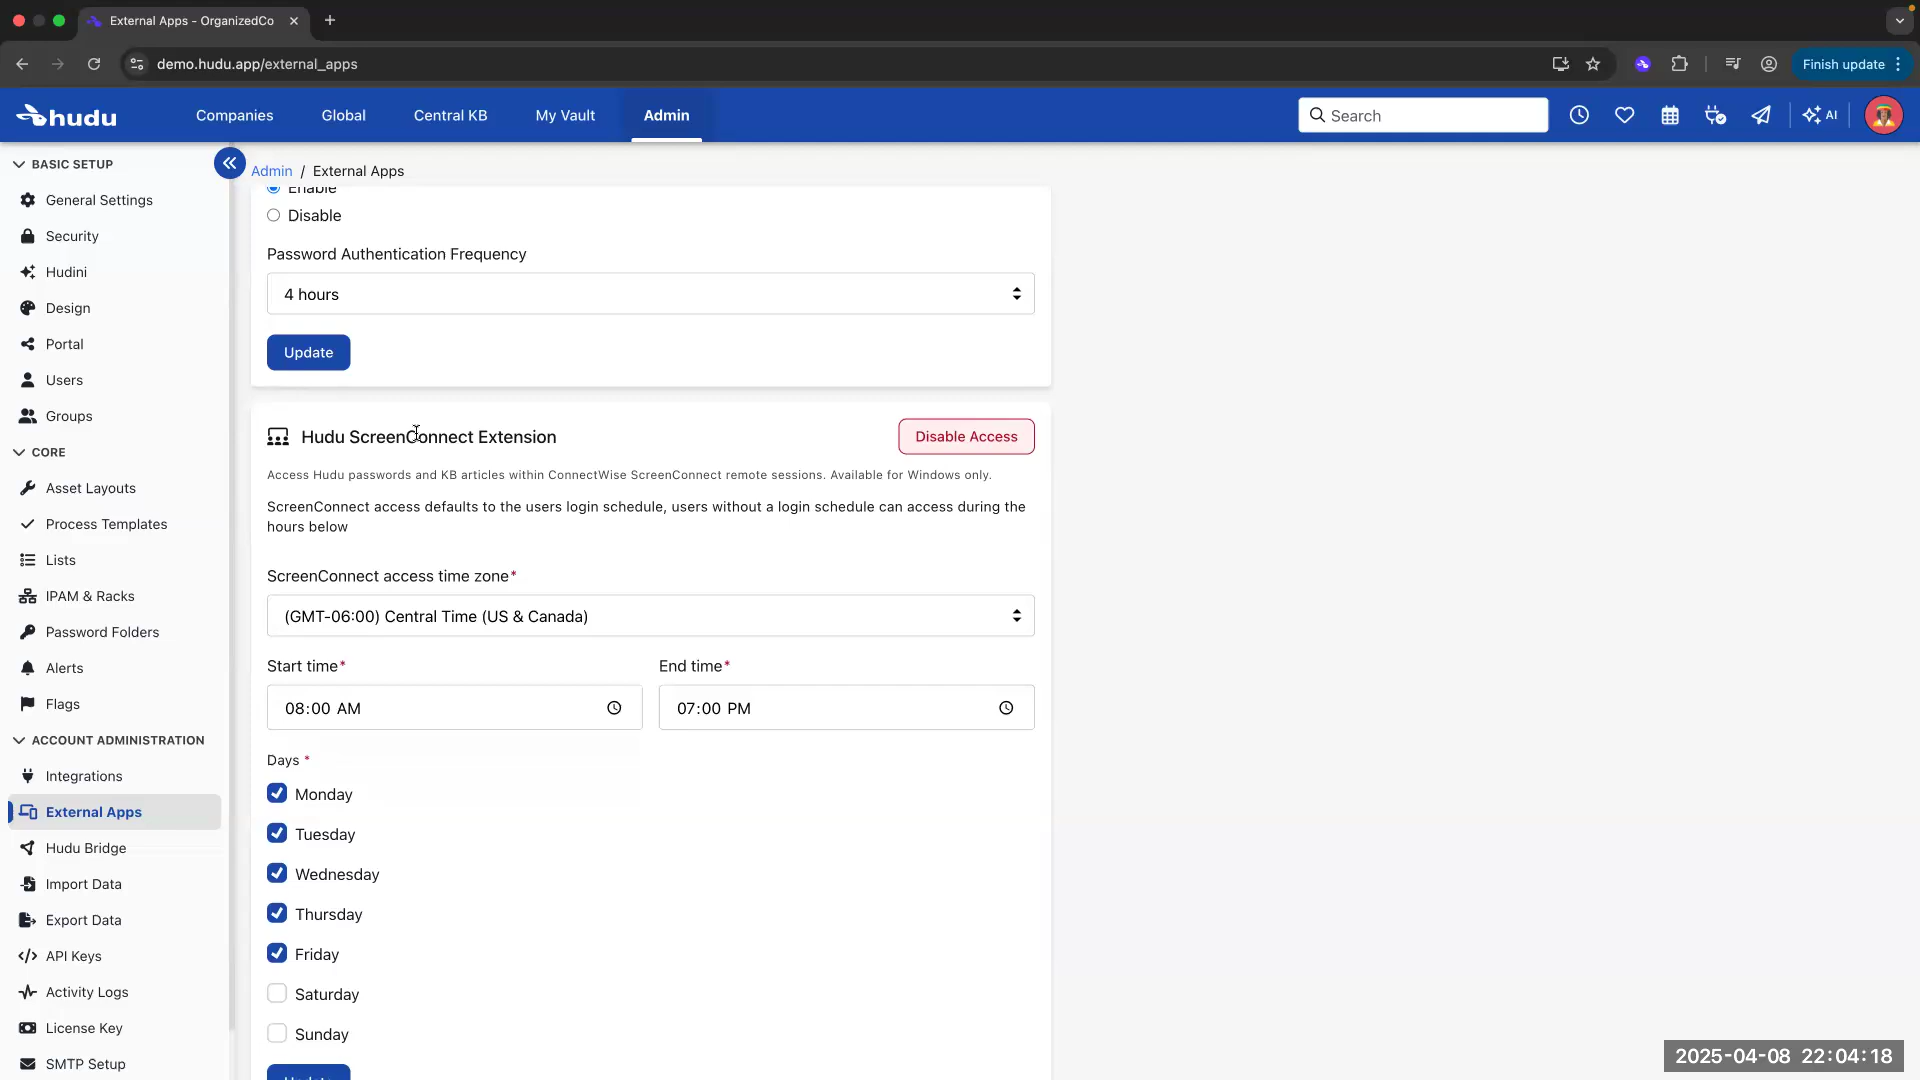 External Apps - OrganizedCo
demo.hudu.app/external_apps
Finish update
hudu
Companies
Global
Central KB
My Vault
Admin
Search
AI
BASIC SETUP
General Settings
Security
Hudini
Design
Portal
Users
Groups
CORE
Asset Layouts
Process Templates
Lists
IPAM & Racks
Password Folders
Alerts
Flags
ACCOUNT ADMINISTRATION
Integrations
External Apps
Hudu Bridge
Import Data
Export Data
API Keys
Activity Logs
License Key
SMTP Setup
Admin / External Apps
Enable
Disable
Password Authentication Frequency
4 hours
Update
Hudu ScreenConnect Extension
Disable Access
Access Hudu passwords and KB articles within ConnectWise ScreenConnect remote sessions. Available for Windows only.
ScreenConnect access defaults to the users login schedule, users without a login schedule can access during the
hours below
ScreenConnect access time zone*
(GMT-06:00) Central Time (US & Canada)
Start time*
End time*
08:00 AM
07:00 PM
Days *
Monday
Tuesday
Wednesday
Thursday
Friday
Saturday
Sunday
2025-04-08 22:04:18